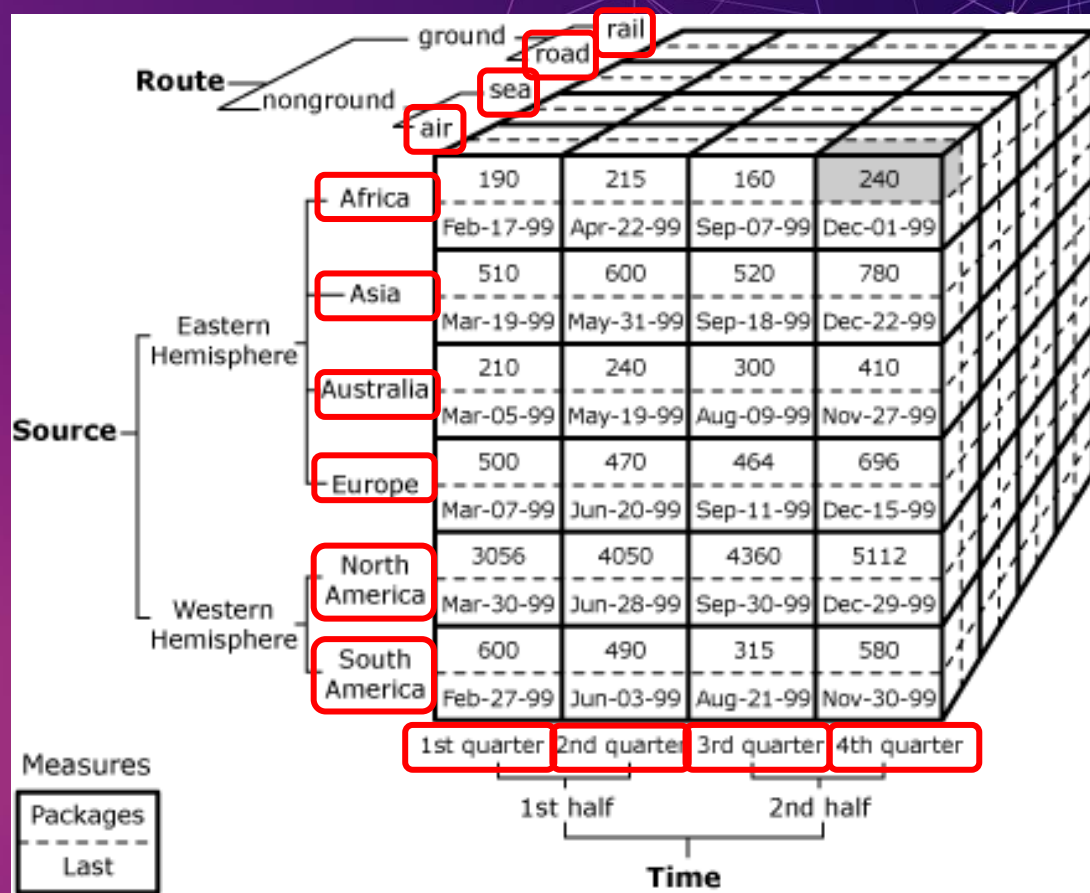 rail
ground
road
Route
sea
nonground
air
190 215 160 240
Africa
Feb-17-99 Apr-22-99 Sep-07-99 Dec-01-99
510 600 520 780
Asia
Mar-19-99 May-31-99 Sep-18-99 Dec-22-99
Eastern
Hemisphere
210 240 300 410
Australia
Mar-05-99 May-19-99 Aug-09-99 Nov-27-99
Source
500 470 464 696
Europe
Mar-07-99 Jun-20-99 Sep-11-99 Dec-15-99
3056 4050 4360 5112
North
America
Mar-30-99 Jun-28-99 Sep-30-99 Dec-29-99
Western
Hemisphere
600 490 315 580
South
America
Feb-27-99 Jun-03-99 Aug-21-99 Nov-30-99
1st quarter 2nd quarter 3rd quarter 4th quarter
1st half 2nd half
Time
Measures
Packages
Last